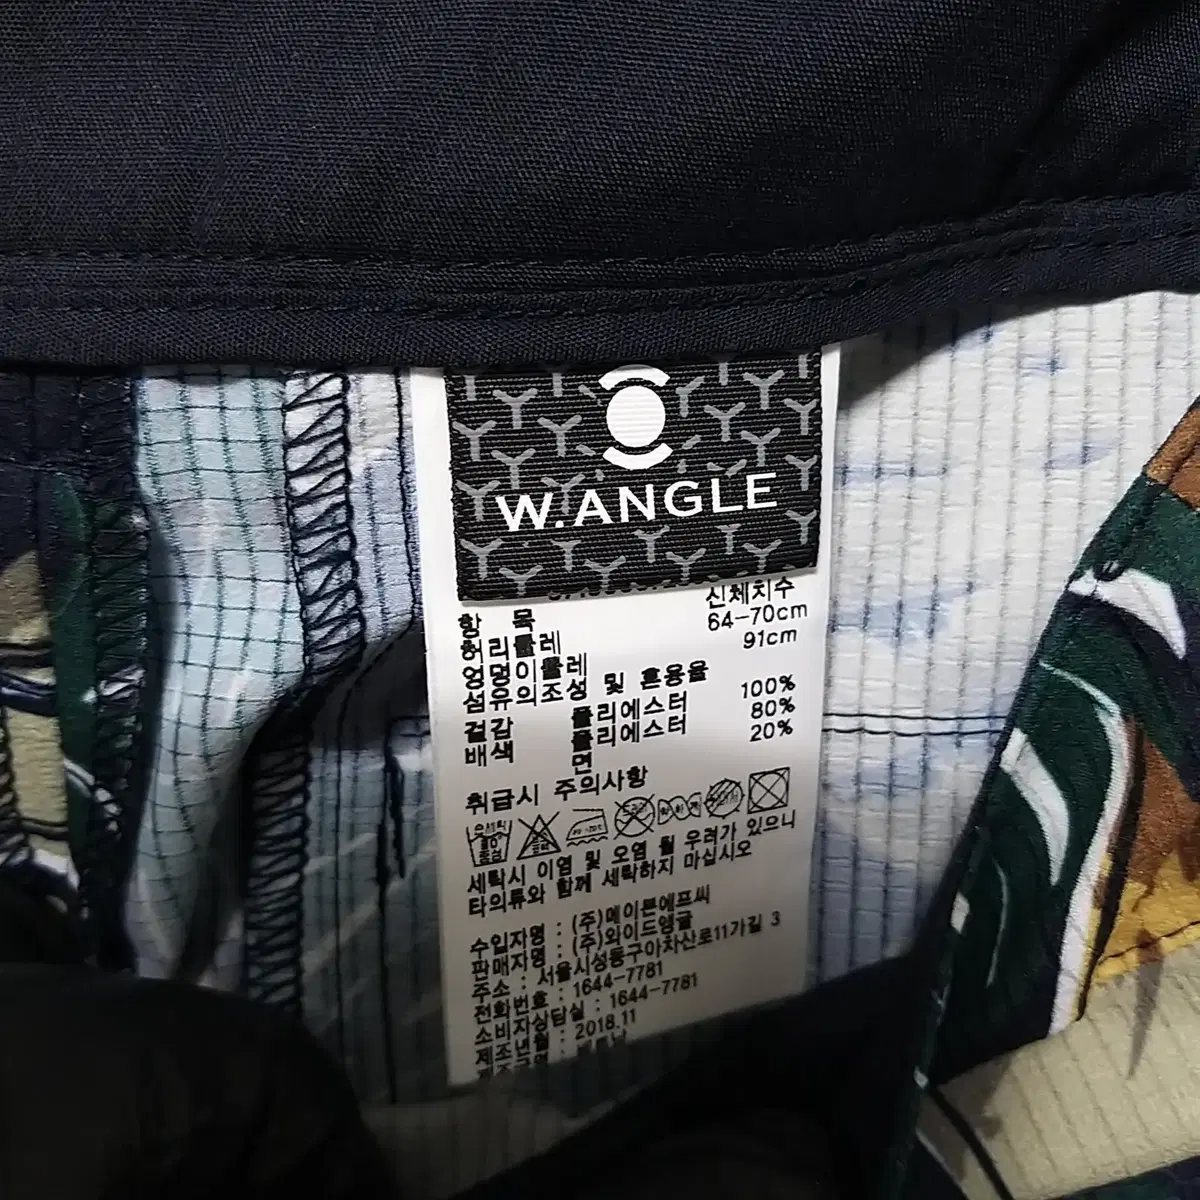 W.ANGLE
항 목 신체치수
허리둘레 64-70cm
엉덩이둘레 91cm
섬유의조성 및 혼용율
겉감 폴리에스터 100%
배색 폴리에스터 80%
면 20%
취급시 주의사항
세탁시 이염 및 오염 될 우려가 있으니
타의류와 함께 세탁하지 마십시오
수입자명 : (주)메이븐에프씨
판매자명 : (주)와이드앵글
주소 : 서울시성동구아차산로11가길 3
전화번호 : 1644-7781
소비자상담실 : 1644-7781
제조년월 : 2018.11
제조국명 : 베트남